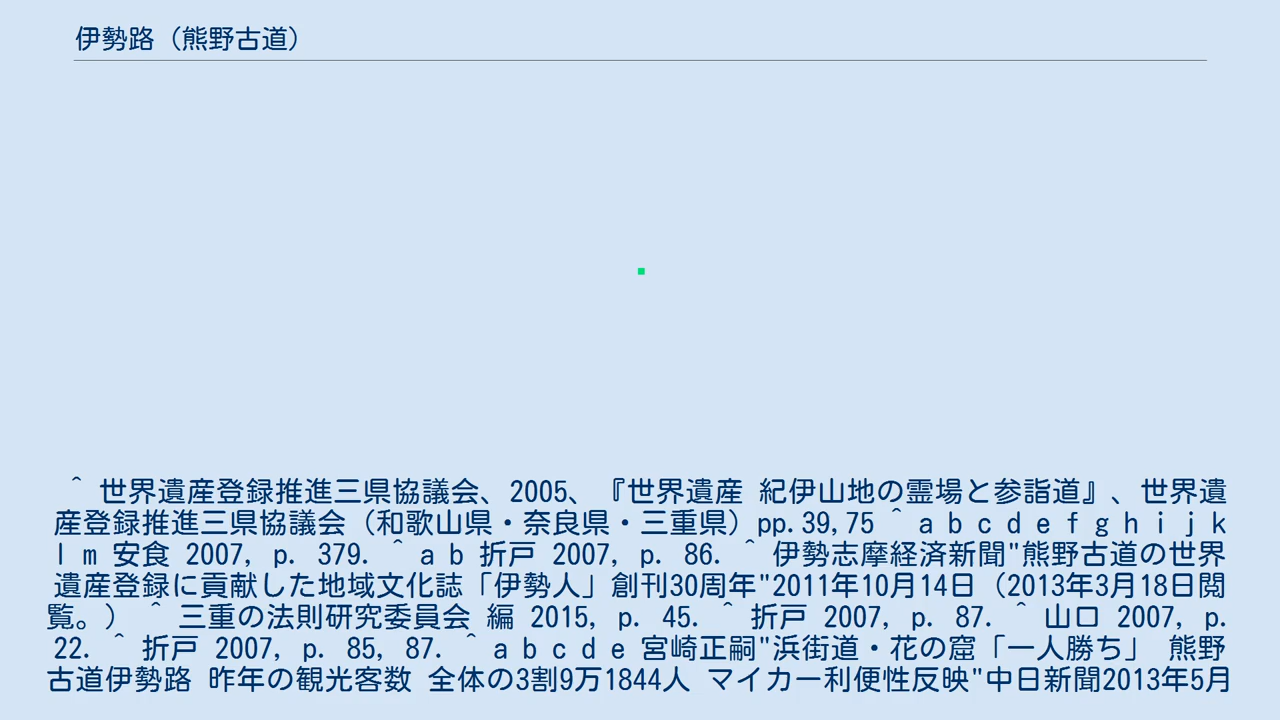 伊勢路（熊野古道）
^ 世界遺産登録推進三県協議会、2005、『世界遺産 紀伊山地の霊場と参詣道』、世界遺
産登録推進三県協議会（和歌山県・奈良県・三重県）pp.39,75 ^ a b c d e f g h i j k
l m 安食 2007, p. 379. ^ a b 折戸 2007, p. 86. ^ 伊勢志摩経済新聞"熊野古道の世界
遺産登録に貢献した地域文化誌「伊勢人」創刊30周年"2011年10月14日（2013年3月18日閲
覧。） ^ 三重の法則研究委員会 編 2015, p. 45. ^ 折戸 2007, p. 87. ^ 山口 2007, p.
22. ^ 折戸 2007, p. 85, 87. ^ a b c d e 宮崎正嗣"浜街道・花の窟「一人勝ち」 熊野
古道伊勢路 昨年の観光客数 全体の3割9万1844人 マイカー利便性反映"中日新聞2013年5月